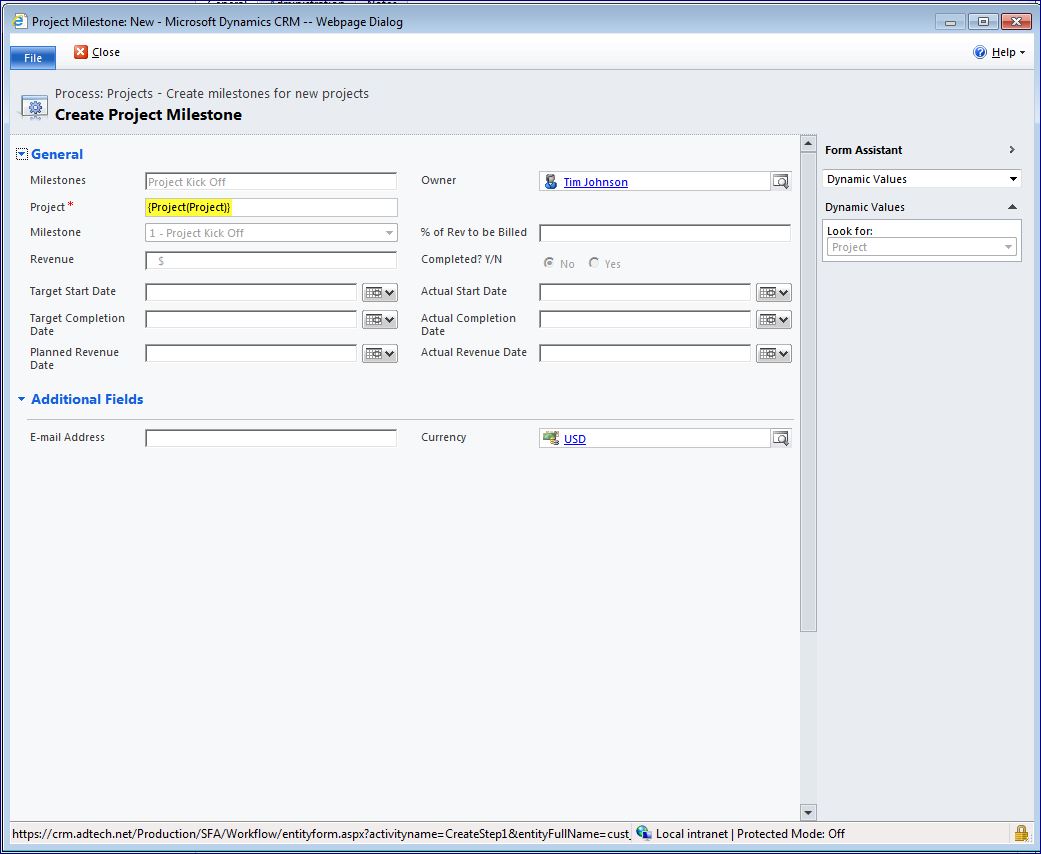 Project Milestone: New - Microsoft Dynamics CRM -- Webpage Dialog
File
Close
Help
Process: Projects - Create milestones for new projects
Create Project Milestone
General
Milestones
Project Kick Off
Owner
Tim Johnson
Project*
{Project(Project)}
Milestone
1 - Project Kick Off
% of Rev to be Billed
Revenue
$
Completed? Y/N
No
Yes
Target Start Date
Actual Start Date
Target Completion
Date
Actual Completion
Date
Planned Revenue
Date
Actual Revenue Date
Additional Fields
E-mail Address
Currency
USD
Form Assistant
Dynamic Values
Dynamic Values
Look for:
Project
https://crm.adtech.net/Production/SFA/Workflow/entityform.aspx?activityname=CreateStep1&entityFullName=cust_
Local intranet | Protected Mode: Off